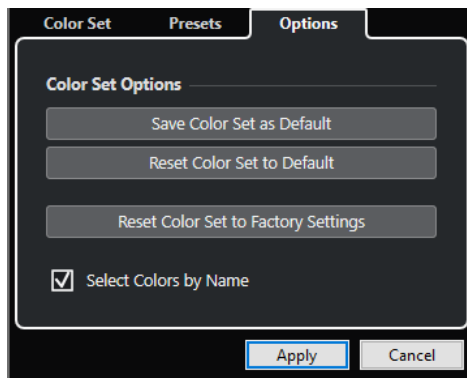 Color Set Presets Options
Color Set Options
Save Color Set as Default
Reset Color Set to Default
Reset Color Set to Factory Settings
Select Colors by Name
Apply Cancel